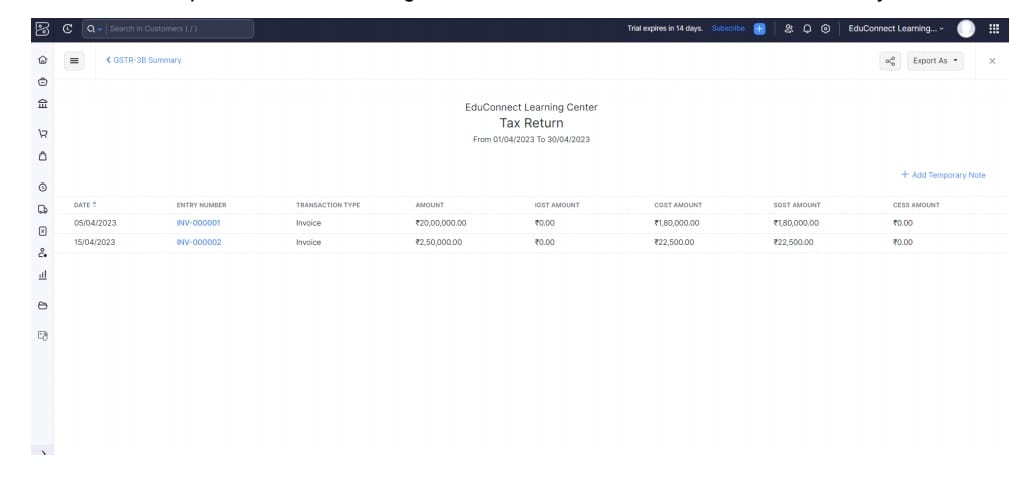 Search in Customers ( / )
Trial expires in 14 days. Subscribe
EduConnect Learning...
GSTR-3B Summary
Export As
EduConnect Learning Center
Tax Return
From 01/04/2023 To 30/04/2023
+ Add Temporary Note
DATE ENTRY NUMBER TRANSACTION TYPE AMOUNT IGST AMOUNT CGST AMOUNT SGST AMOUNT CESS AMOUNT
05/04/2023 INV-000001 Invoice ₹20,00,000.00 ₹0.00 ₹1,80,000.00 ₹1,80,000.00 ₹0.00
15/04/2023 INV-000002 Invoice ₹2,50,000.00 ₹0.00 ₹22,500.00 ₹22,500.00 ₹0.00